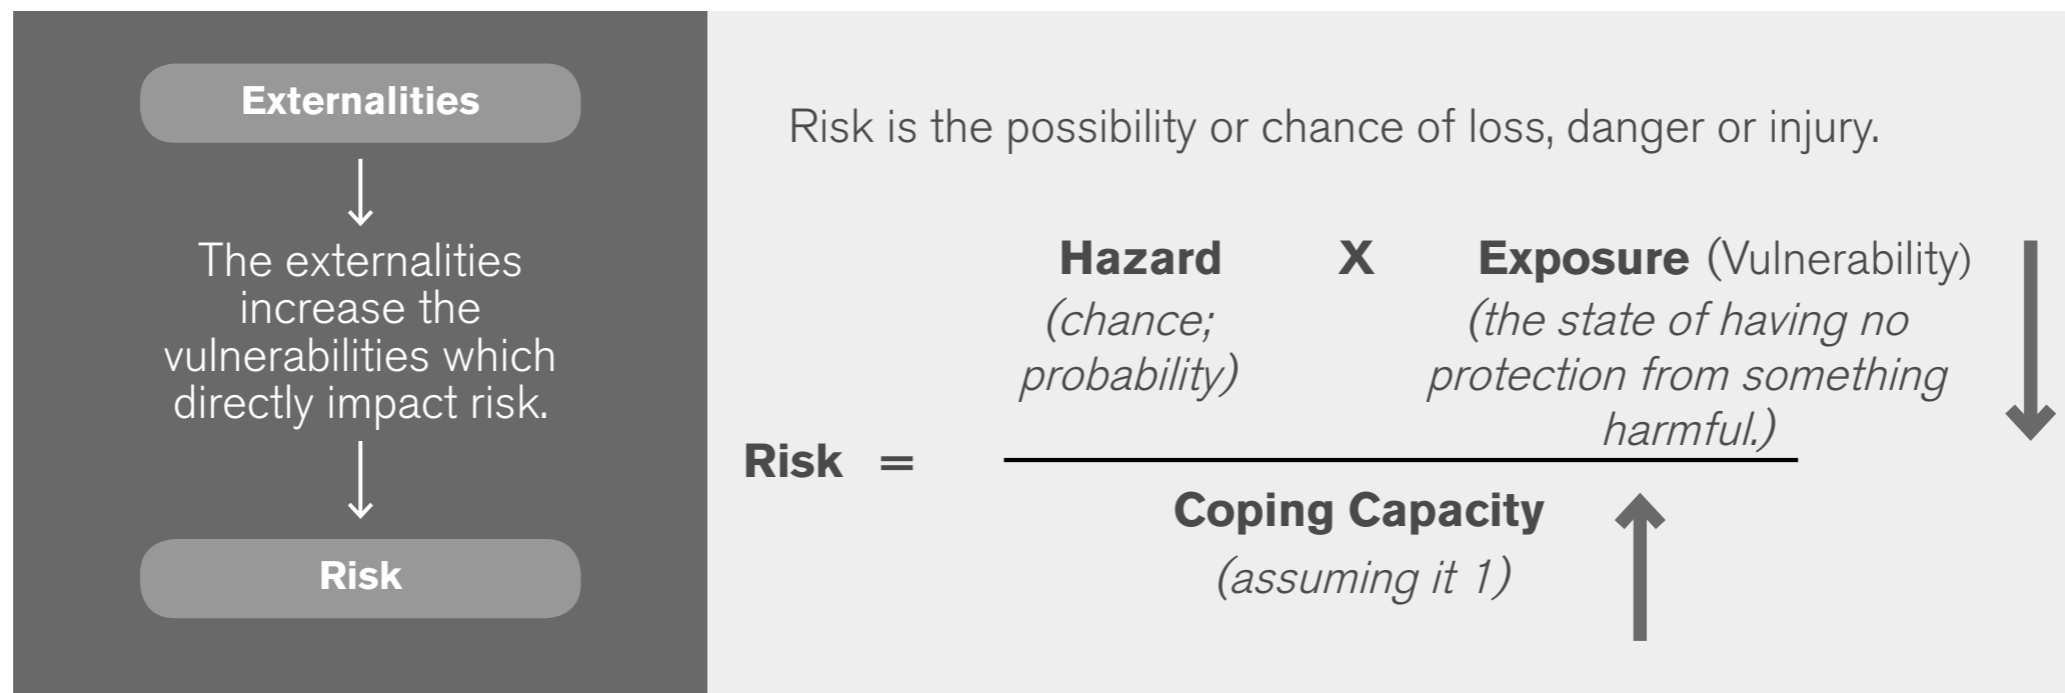 Externalities
The externalities
increase the
vulnerabilities which
directly impact risk.
Risk
Risk is the possibility or chance of loss, danger or injury.
Hazard X Exposure (Vulnerability)
(chance; (the state of having no
probability) protection from something
harmful.)
Risk =
Coping Capacity
(assuming it 1)